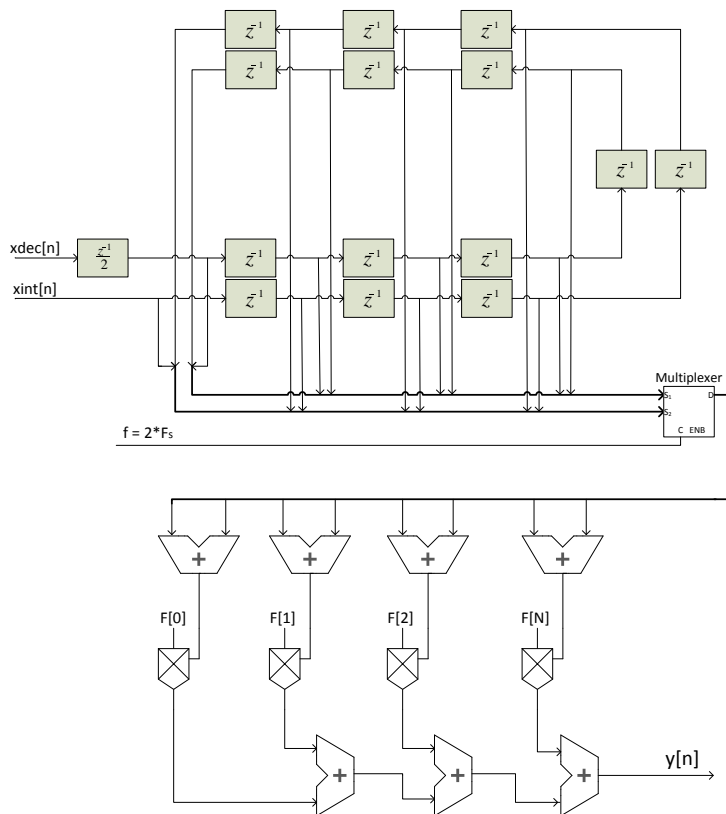 z⁻¹ z⁻¹ z⁻¹
z⁻¹ z⁻¹ z⁻¹
z⁻¹ z⁻¹
xdec[n] z⁻¹/2 z⁻¹ z⁻¹ z⁻¹
xint[n] z⁻¹ z⁻¹ z⁻¹
Multiplexer
S₁ D
S₂
C ENB
f = 2*Fs
+ + + +
F[0] F[1] F[2] F[N]
+ + + y[n]